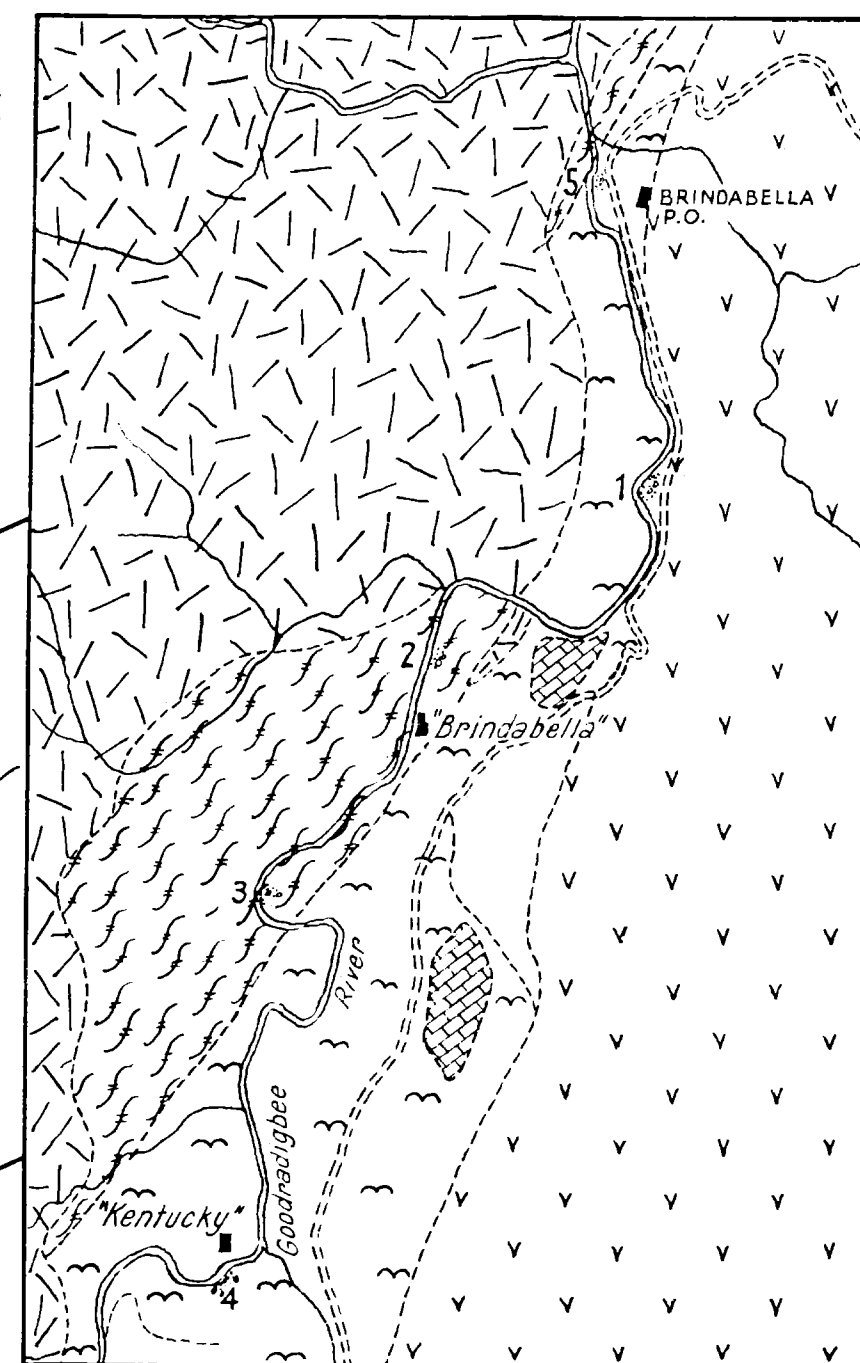 5
BRINDABELLA
P.O.
1
2
"Brindabella"
3
River
Goodradigbee
"Kentucky"
4